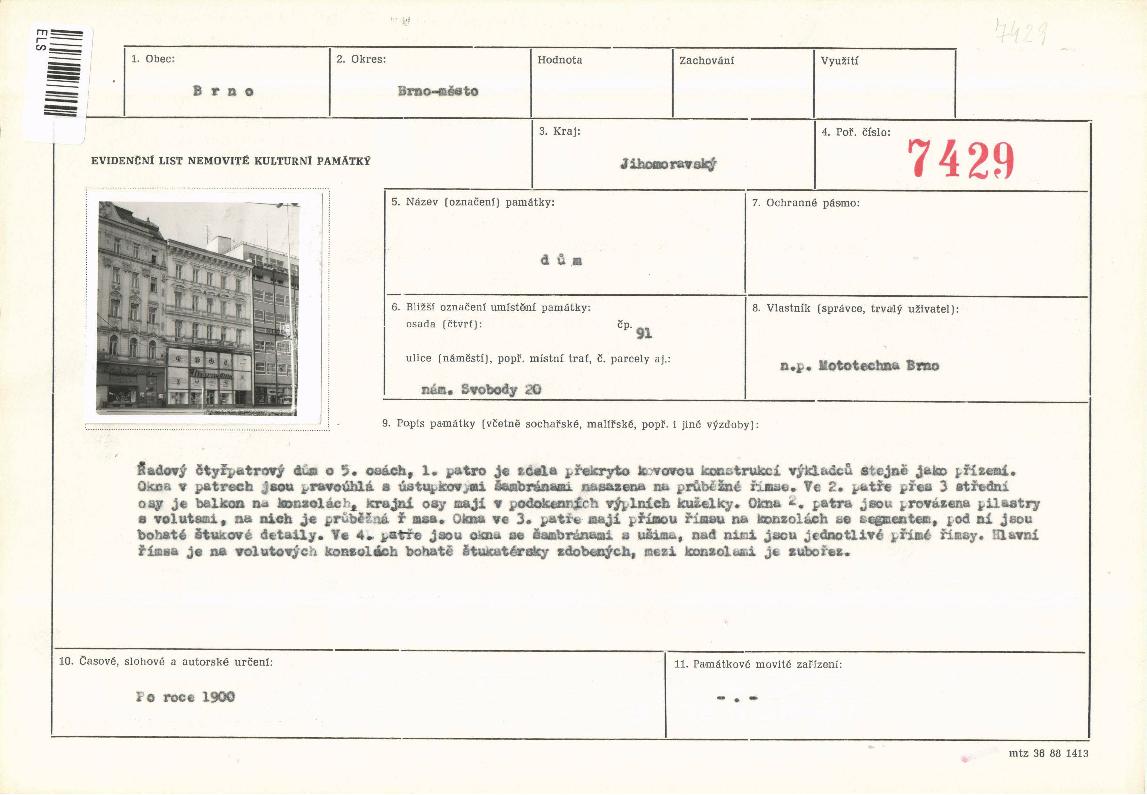 7429
ELS
1. Obec:
Brno
2. Okres:
Brno-město
Hodnota
Zachování
Využití
EVIDENČNÍ LIST NEMOVITÉ KULTURNÍ PAMÁTKY
3. Kraj:
Jihomoravský
4. Poř. číslo:
7429
5. Název (označení) památky:
dům
7. Ochranné pásmo:
6. Bližší označení umístění památky:
osada (čtvrť):
čp. 91
ulice (náměstí), popř. místní trať, č. parcely aj.:
nám. Svobody 20
8. Vlastník (správce, trvalý uživatel):
n.p. Mototechna Brno
9. Popis památky (včetně sochařské, malířské, popř. i jiné výzdoby):
Řadový čtyřpatrový dům o 5. osách, 1. patro je zcela překryto kovovou konstrukcí výkladců stejně jako přízemí.
Okna v patrech jsou pravoúhlá s ústupkovými šambránami nasazena na průběžné římse. Ve 2. patře přes 3 střední
osy je balkon na konzolách, krajní osy mají v podokenních výplních kuželky. Okna 2. patra jsou provázena pilastry
s volutami, na nich je průběžná ř msa. Okna ve 3. patře mají přímou římsu na konzolách se segmentem, pod ní jsou
bohaté štukové detaily. Ve 4. patře jsou okna se šambránami s ušima, nad nimi jsou jednotlivé přímé římsy. Hlavní
římsa je na volutových konzolách bohatě štukatérsky zdobených, mezi konzolami je zubořez.
10. Časové, slohové a autorské určení:
Po roce 1900
11. Památkové movité zařízení:
- . -
mtz 36 88 1413